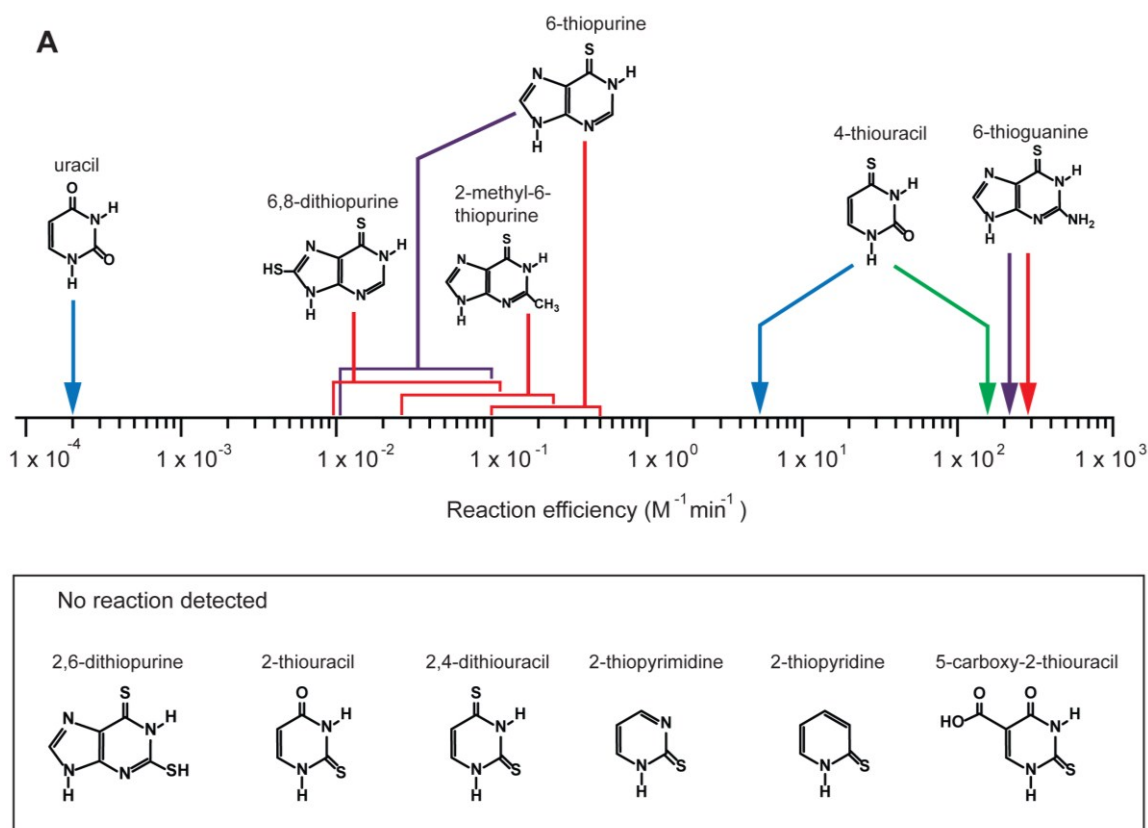 A
6-thiopurine
S
N
N
H
N
H
N
uracil
O
N
H
N
O
H
6,8-dithiopurine
S
N
N
H
HS
N
H
N
2-methyl-6-
thiopurine
S
N
N
H
N
H
N
CH3
4-thiouracil
S
N
H
N
O
H
6-thioguanine
S
N
N
H
N
H
N
NH2
1 x 10-4
1 x 10-3
1 x 10-2
1 x 10-1
1 x 100
1 x 101
1 x 102
1 x 103
Reaction efficiency (M-1min-1)
No reaction detected
2,6-dithiopurine
2-thiouracil
2,4-dithiouracil
2-thiopyrimidine
2-thiopyridine
5-carboxy-2-thiouracil
S
N
N
H
N
H
N
SH
O
N
H
N
S
H
S
N
H
N
S
H
N
N
S
H
N
S
H
O
O
HO
N
H
N
S
H